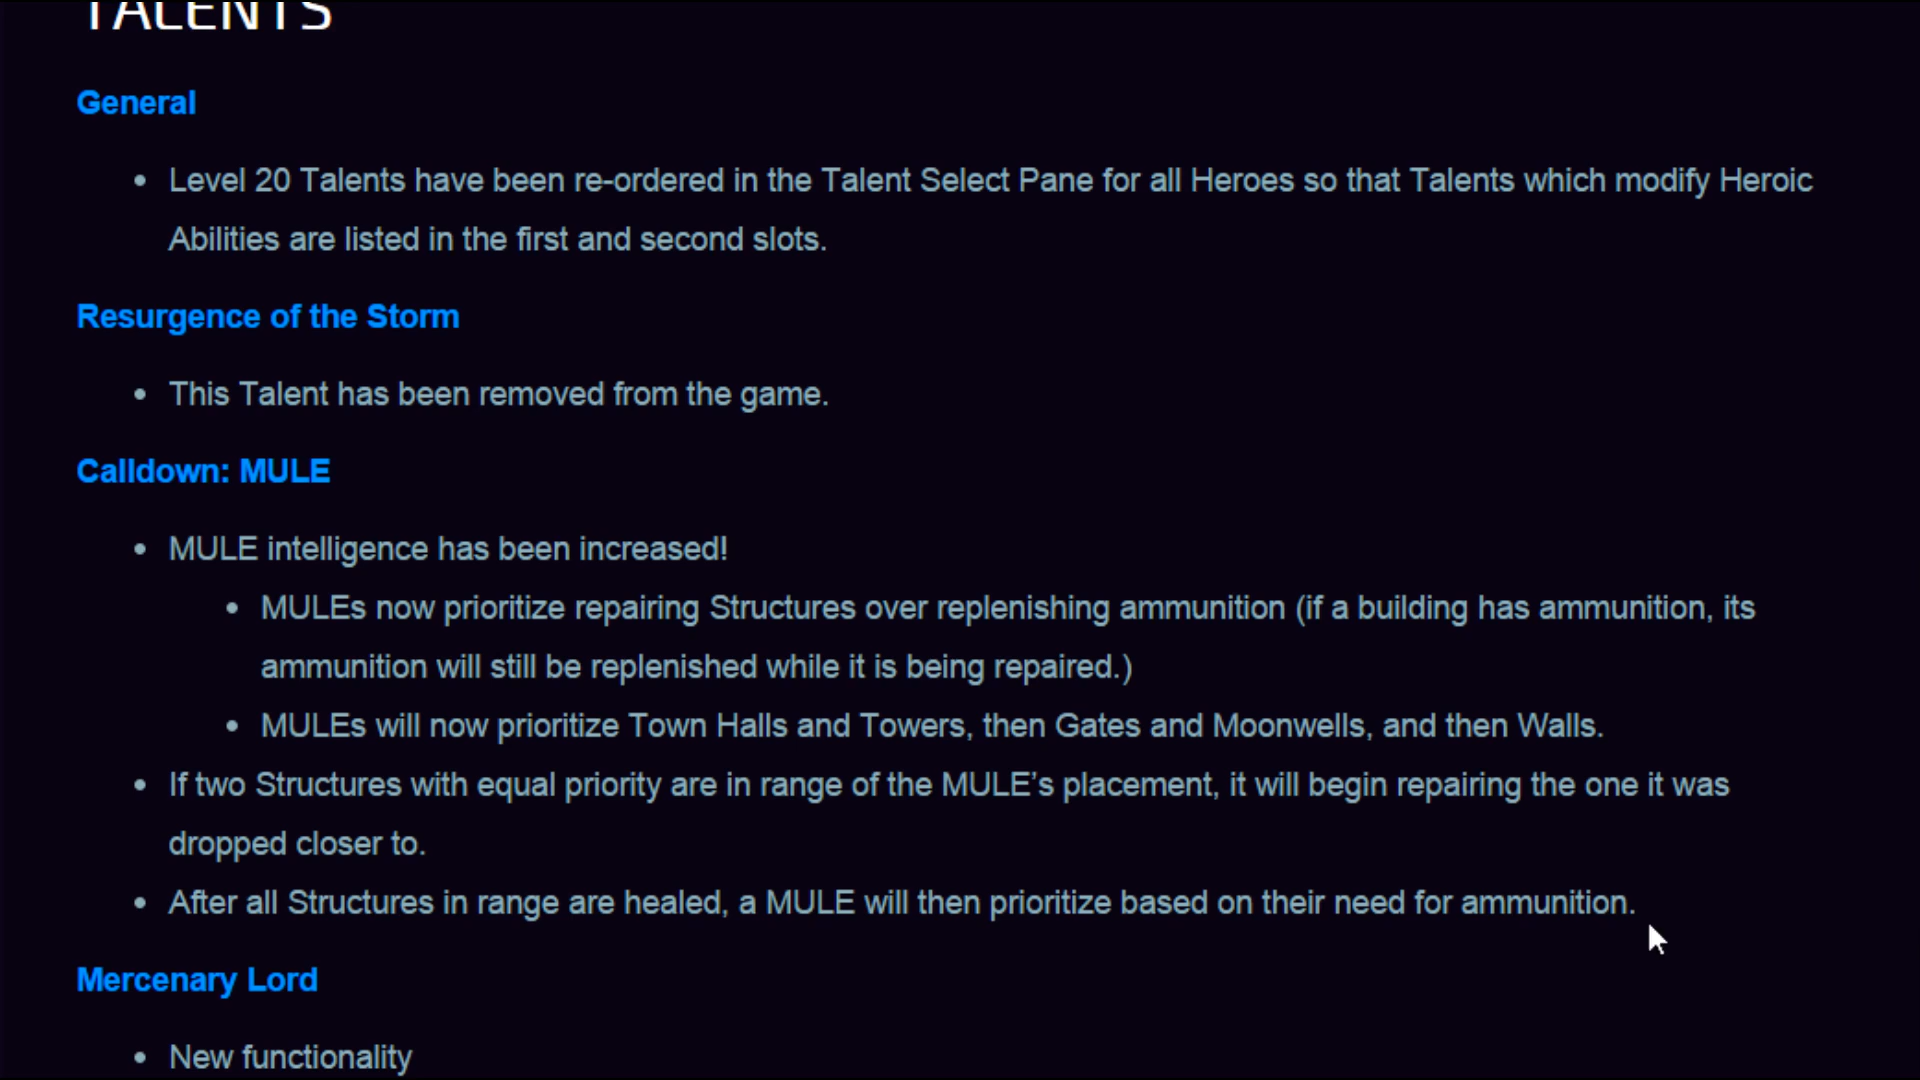 TALENTS
General
• Level 20 Talents have been re-ordered in the Talent Select Pane for all Heroes so that Talents which modify Heroic
Abilities are listed in the first and second slots.
Resurgence of the Storm
• This Talent has been removed from the game.
Calldown: MULE
• MULE intelligence has been increased!
• MULEs now prioritize repairing Structures over replenishing ammunition (if a building has ammunition, its
ammunition will still be replenished while it is being repaired.)
• MULEs will now prioritize Town Halls and Towers, then Gates and Moonwells, and then Walls.
• If two Structures with equal priority are in range of the MULE’s placement, it will begin repairing the one it was
dropped closer to.
• After all Structures in range are healed, a MULE will then prioritize based on their need for ammunition.
Mercenary Lord
• New functionality